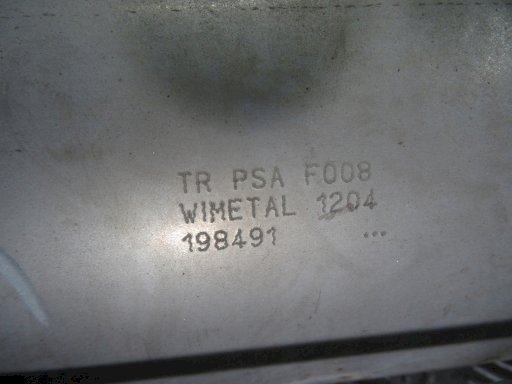 TR PSA F008
WIMETAL 1204
198491 ...